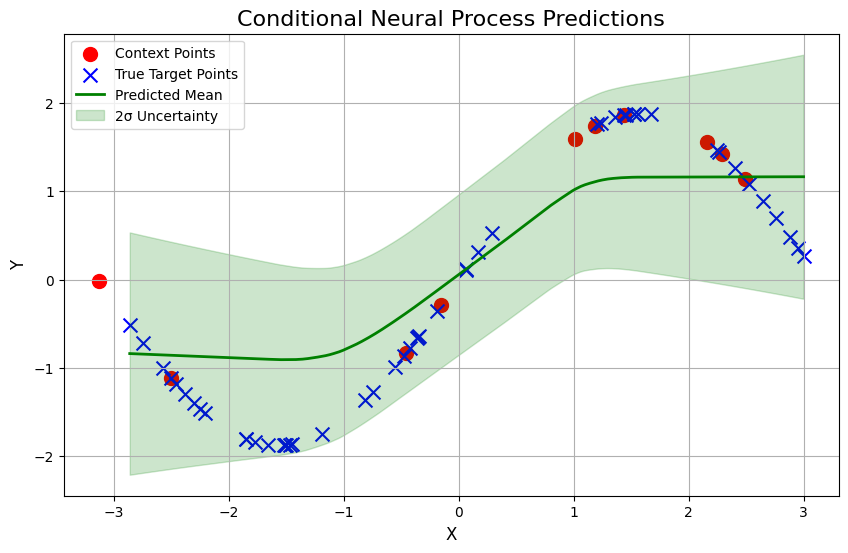 Conditional Neural Process Predictions
Context Points
True Target Points
Predicted Mean
2σ Uncertainty
Y
2
1
0
−1
−2
−3
−2
−1
0
1
2
3
X